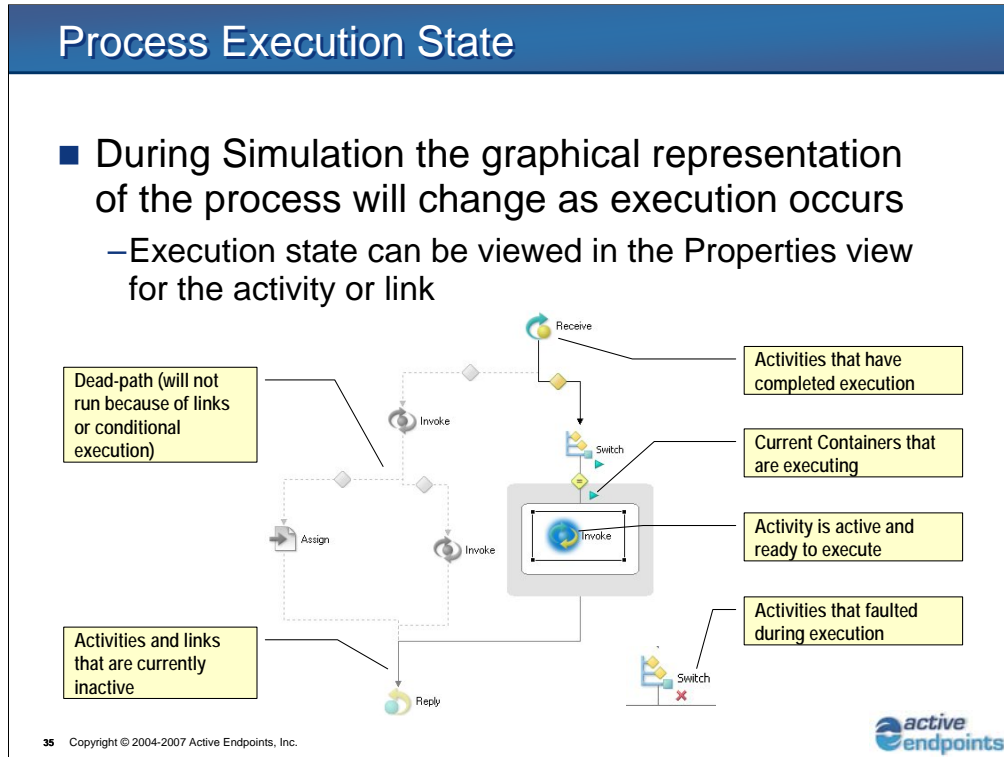 Process Execution State
■ During Simulation the graphical representation
of the process will change as execution occurs
–Execution state can be viewed in the Properties view
for the activity or link
Receive
Activities that have
completed execution
Dead-path (will not
run because of links
or conditional
execution)
Invoke
Switch
Current Containers that
are executing
=
Assign
Invoke
Invoke
Activity is active and
ready to execute
Activities that faulted
during execution
Activities and links
that are currently
inactive
Switch
Reply
35 Copyright © 2004-2007 Active Endpoints, Inc.
active
endpoints